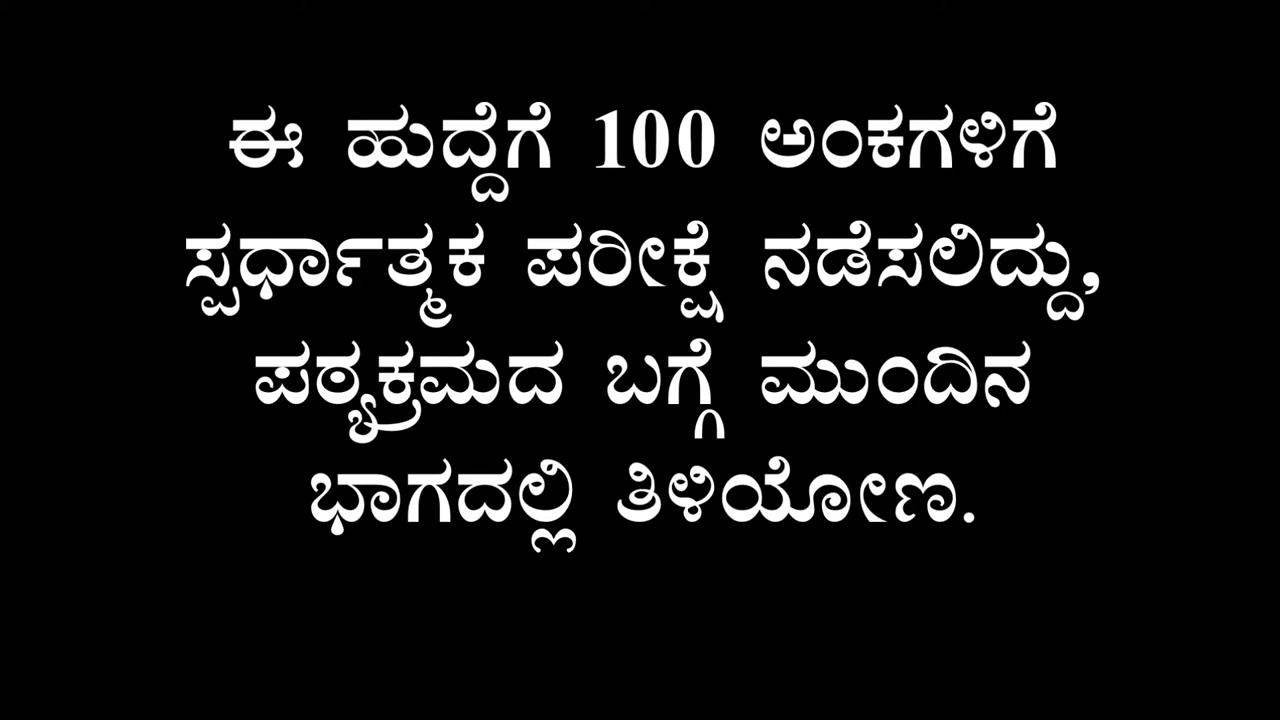 ಈ ಹುದ್ದೆಗೆ 100 ಅಂಕಗಳಿಗೆ
ಸ್ಪರ್ಧಾತ್ಮಕ ಪರೀಕ್ಷೆ ನಡೆಸಲಿದ್ದು,
ಪಠ್ಯಕ್ರಮದ ಬಗ್ಗೆ ಮುಂದಿನ
ಭಾಗದಲ್ಲಿ ತಿಳಿಯೋಣ.